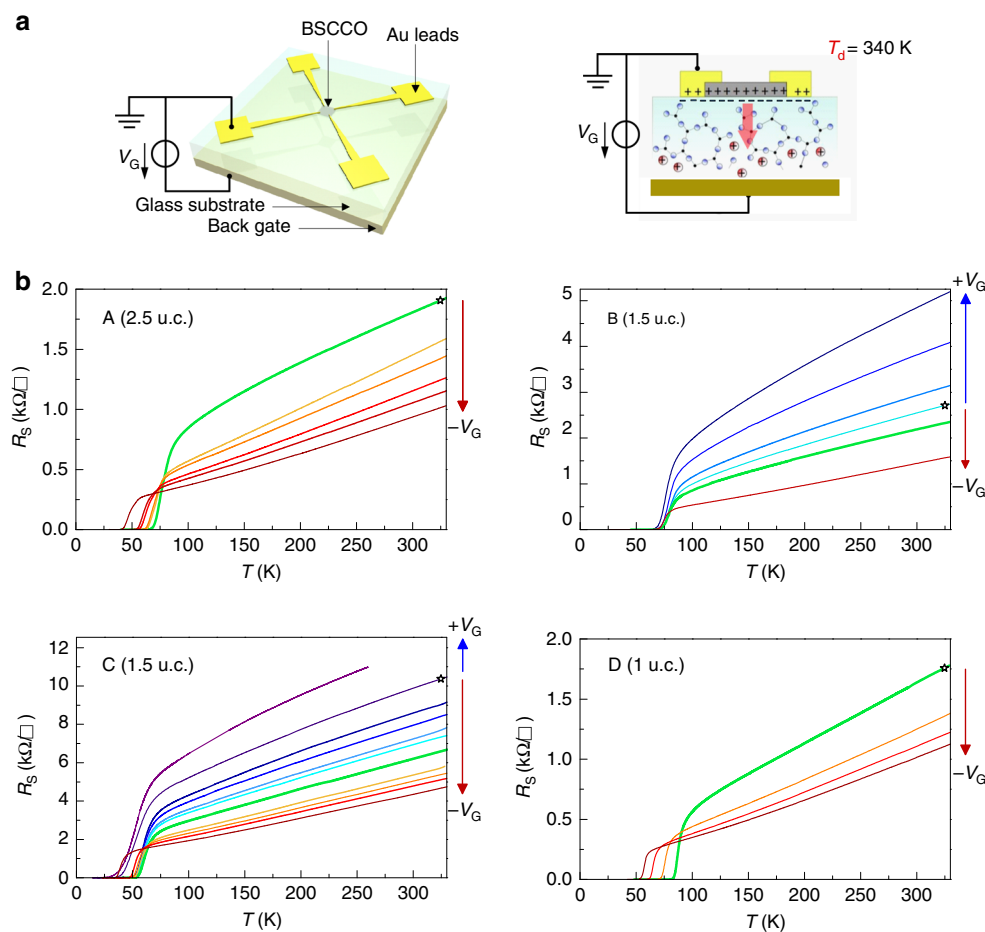 a
BSCCO
Au leads
V_G
Glass substrate
Back gate
T_d = 340 K
V_G
+ + + + + + + + + + + + +
+ + + + + +
b
A (2.5 u.c.)
R_S (kΩ/□)
2.0
1.5
1.0
0.5
0.0
0 50 100 150 200 250 300
T (K)
−V_G
B (1.5 u.c.)
R_S (kΩ/□)
5
4
3
2
1
0
0 50 100 150 200 250 300
T (K)
+V_G
−V_G
C (1.5 u.c.)
R_S (kΩ/□)
12
10
8
6
4
2
0
0 50 100 150 200 250 300
T (K)
+V_G
−V_G
D (1 u.c.)
R_S (kΩ/□)
2.0
1.5
1.0
0.5
0
0 50 100 150 200 250 300
T (K)
−V_G